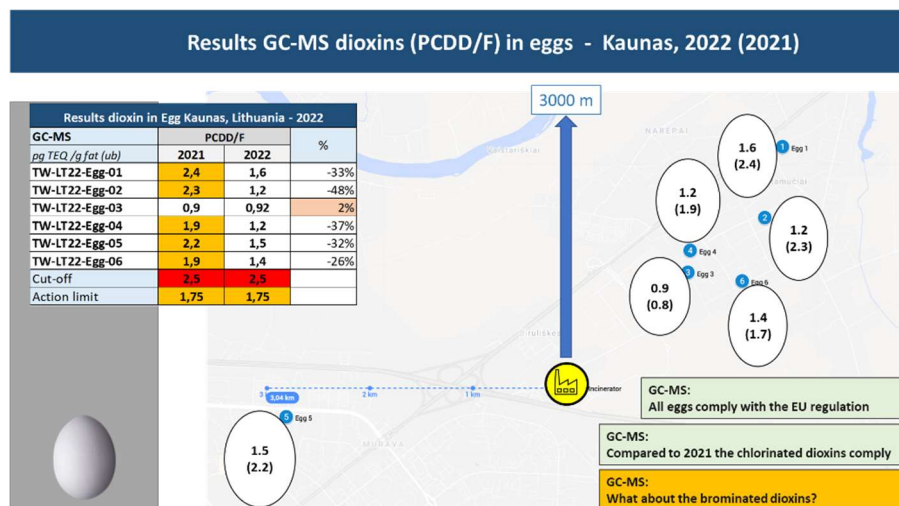 Results GC-MS dioxins (PCDD/F) in eggs - Kaunas, 2022 (2021)
Results dioxin in Egg Kaunas, Lithuania - 2022
GC-MS PCDD/F %
pg TEQ /g fat (ub) 2021 2022
TW-LT22-Egg-01 2,4 1,6 -33%
TW-LT22-Egg-02 2,3 1,2 -48%
TW-LT22-Egg-03 0,9 0,92 2%
TW-LT22-Egg-04 1,9 1,2 -37%
TW-LT22-Egg-05 2,2 1,5 -32%
TW-LT22-Egg-06 1,9 1,4 -26%
Cut-off 2,5 2,5
Action limit 1,75 1,75
3000 m
NARĖPAI
1 Egg 1
1.6
(2.4)
1.2
(1.9)
2
1.2
(2.3)
4 Egg 4
3 Egg 3
0.9
(0.8)
6 Egg 6
1.4
(1.7)
Incinerator
3
3,04 km
2 km
1 km
5 Egg 5
1.5
(2.2)
MURAVA
GC-MS:
All eggs comply with the EU regulation
GC-MS:
Compared to 2021 the chlorinated dioxins comply
GC-MS:
What about the brominated dioxins?